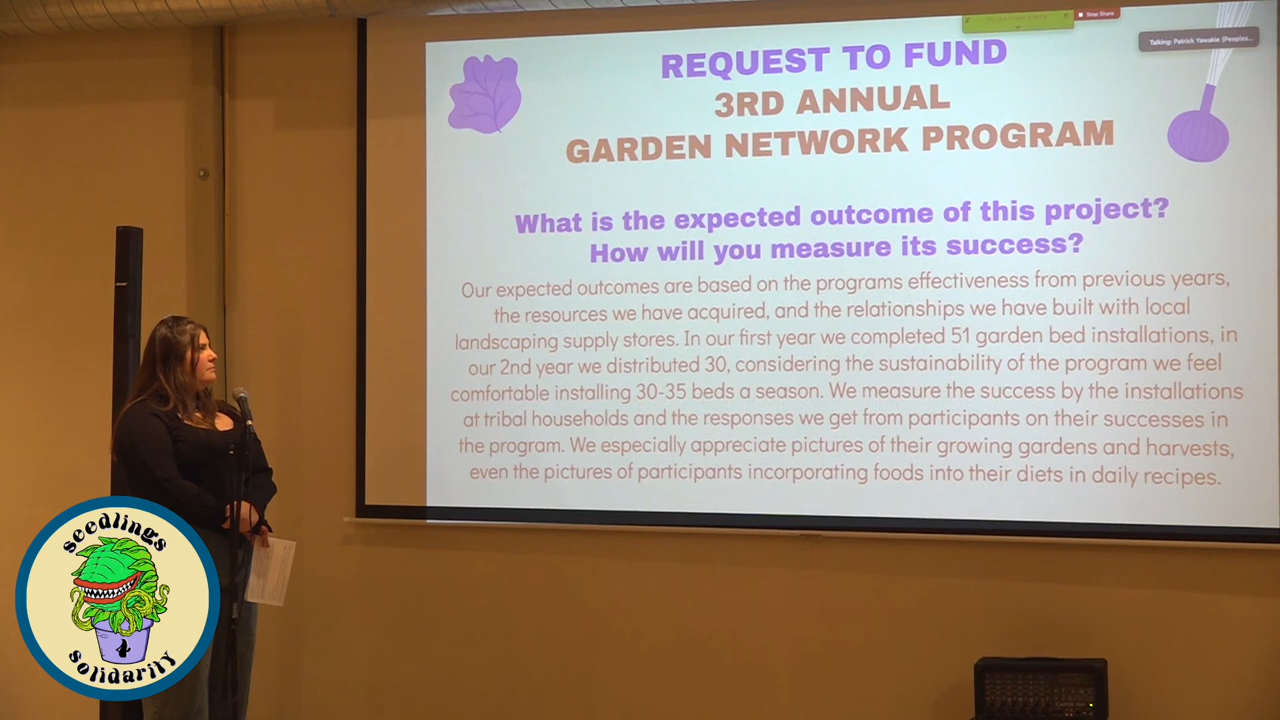 Stop Share
Talking: Patrick Yawakie (Peoples...
REQUEST TO FUND
3RD ANNUAL
GARDEN NETWORK PROGRAM
What is the expected outcome of this project?
How will you measure its success?
Our expected outcomes are based on the programs effectiveness from previous years,
the resources we have acquired, and the relationships we have built with local
landscaping supply stores. In our first year we completed 51 garden bed installations, in
our 2nd year we distributed 30, considering the sustainability of the program we feel
comfortable installing 30-35 beds a season. We measure the success by the installations
at tribal households and the responses we get from participants on their successes in
the program. We especially appreciate pictures of their growing gardens and harvests,
even the pictures of participants incorporating foods into their diets in daily recipes.
seedlings
solidarity